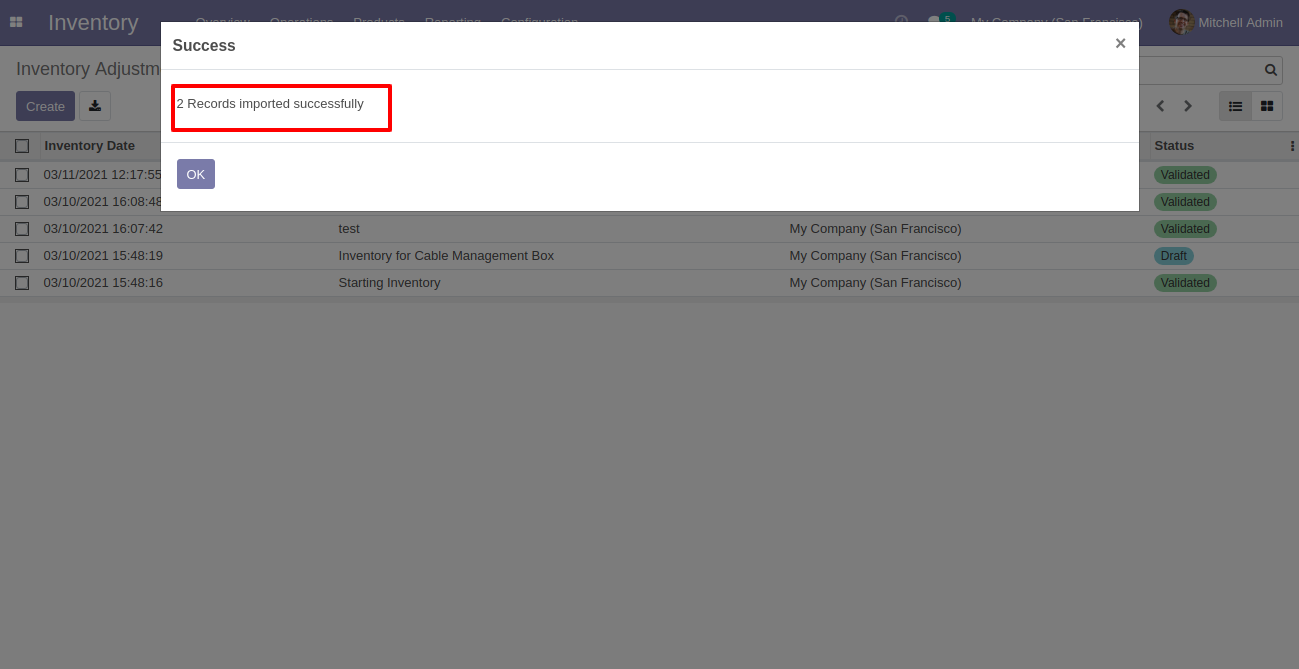 Inventory
Overview Operations Products Reporting Configuration
5
My Company (San Francisco)
Mitchell Admin
Success
×
Inventory Adjustm
2 Records imported successfully
Create
OK
Inventory Date
Status
03/11/2021 12:17:55
Validated
03/10/2021 16:08:48
Validated
03/10/2021 16:07:42 test My Company (San Francisco) Validated
03/10/2021 15:48:19 Inventory for Cable Management Box My Company (San Francisco) Draft
03/10/2021 15:48:16 Starting Inventory My Company (San Francisco) Validated